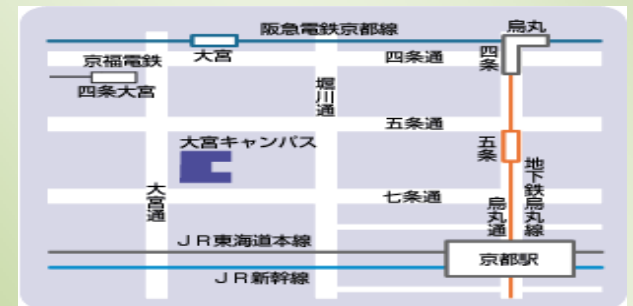 阪急電鉄京都線
烏丸
京福電鉄
大宮
四条通
四条
四条大宮
堀川通
五条通
大宮キャンパス
五条
地下鉄烏丸線
大宮通
七条通
烏丸通
JR東海道本線
京都駅
JR新幹線